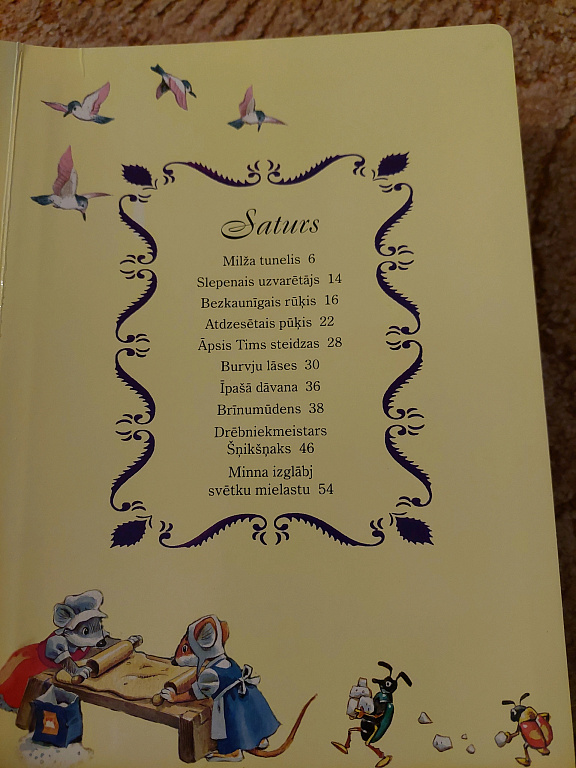 Saturs
Milža tunelis 6
Slepenais uzvarētājs 14
Bezkaunīgais rūķis 16
Atdzesētais pūķis 22
Āpsis Tims steidzas 28
Burvju lāses 30
Īpašā dāvana 36
Brīnumūdens 38
Drēbniekmeistars
Šņikšņaks 46
Minna izglābj
svētku mielastu 54